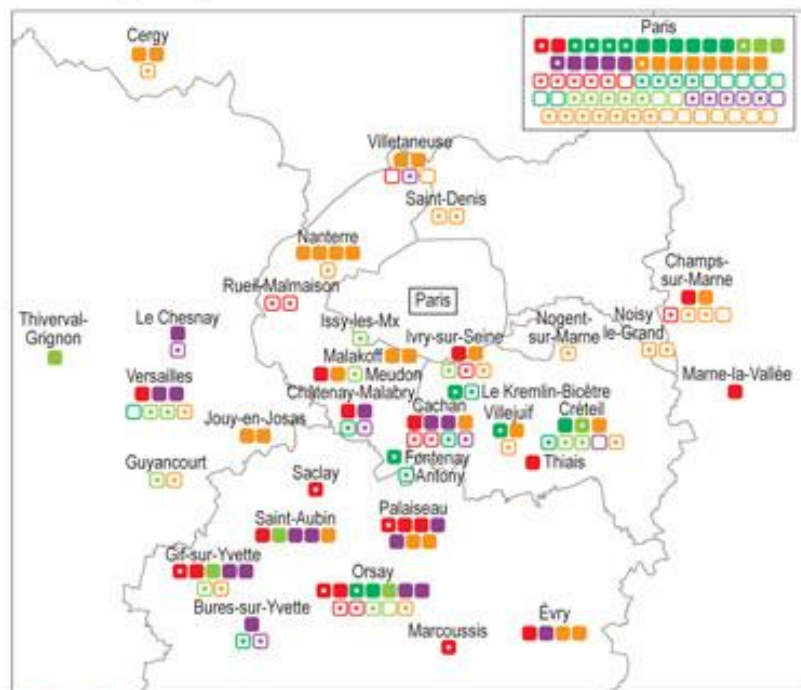 Cergy
Paris
Villetaneuse
Saint-Denis
Nanterre
Rueil-Malmaison
Champs-
sur-Marne
Paris
Thiverval-
Grignon
Le Chesnay
Issy-les-Mx
Ivry-sur-Seine
Nogent-
sur-Marne
Noisy
le-Grand
Malakoff
Meudon
Marne-la-Vallée
Versailles
Châtenay-Malabry
Le Kremlin-Bicêtre
Cachan
Villejuif
Créteil
Jouy-en-Josas
Fontenay
Thiais
Antony
Guyancourt
Saclay
Saint-Aubin
Palaiseau
Gif-sur-Yvette
Orsay
Bures-sur-Yvette
Marcoussis
Évry